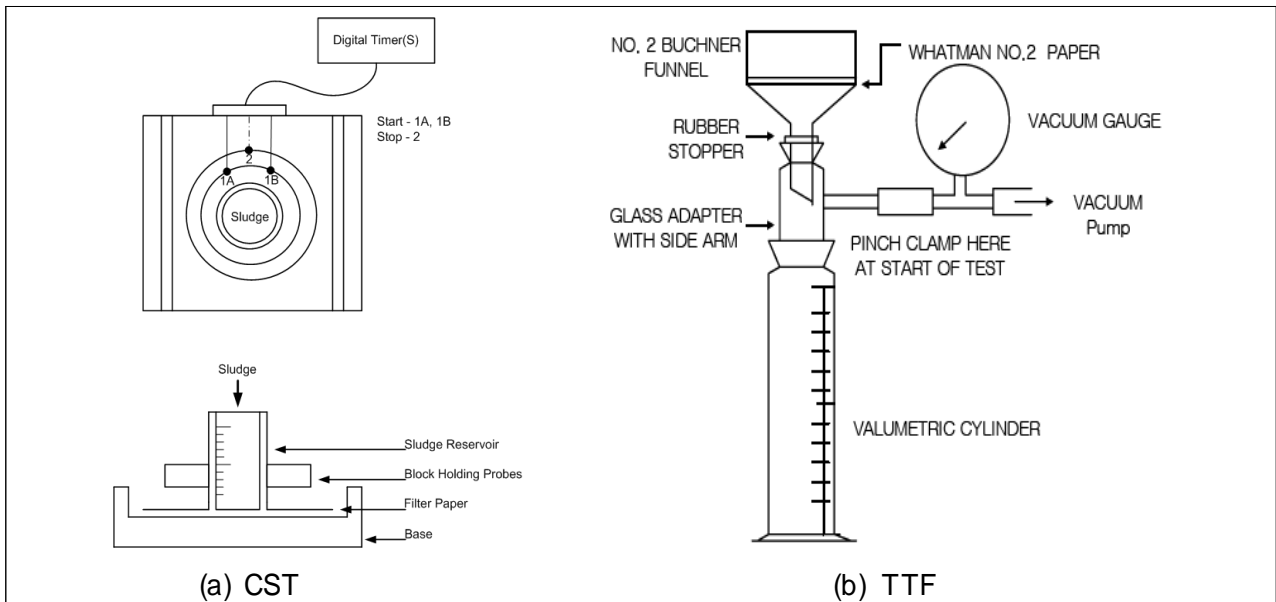 Digital Timer(S)
Start - 1A, 1B
Stop - 2
2
1A
1B
Sludge
Sludge
Sludge Reservoir
Block Holding Probes
Filter Paper
Base
(a) CST
NO. 2 BUCHNER
FUNNEL
WHATMAN NO.2 PAPER
RUBBER
STOPPER
VACUUM GAUGE
GLASS ADAPTER
WITH SIDE ARM
VACUUM
Pump
PINCH CLAMP HERE
AT START OF TEST
VALUMETRIC CYLINDER
(b) TTF